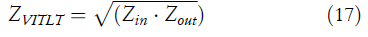 Z_{VITLT} = \sqrt{(Z_{in} \cdot Z_{out})} (17)